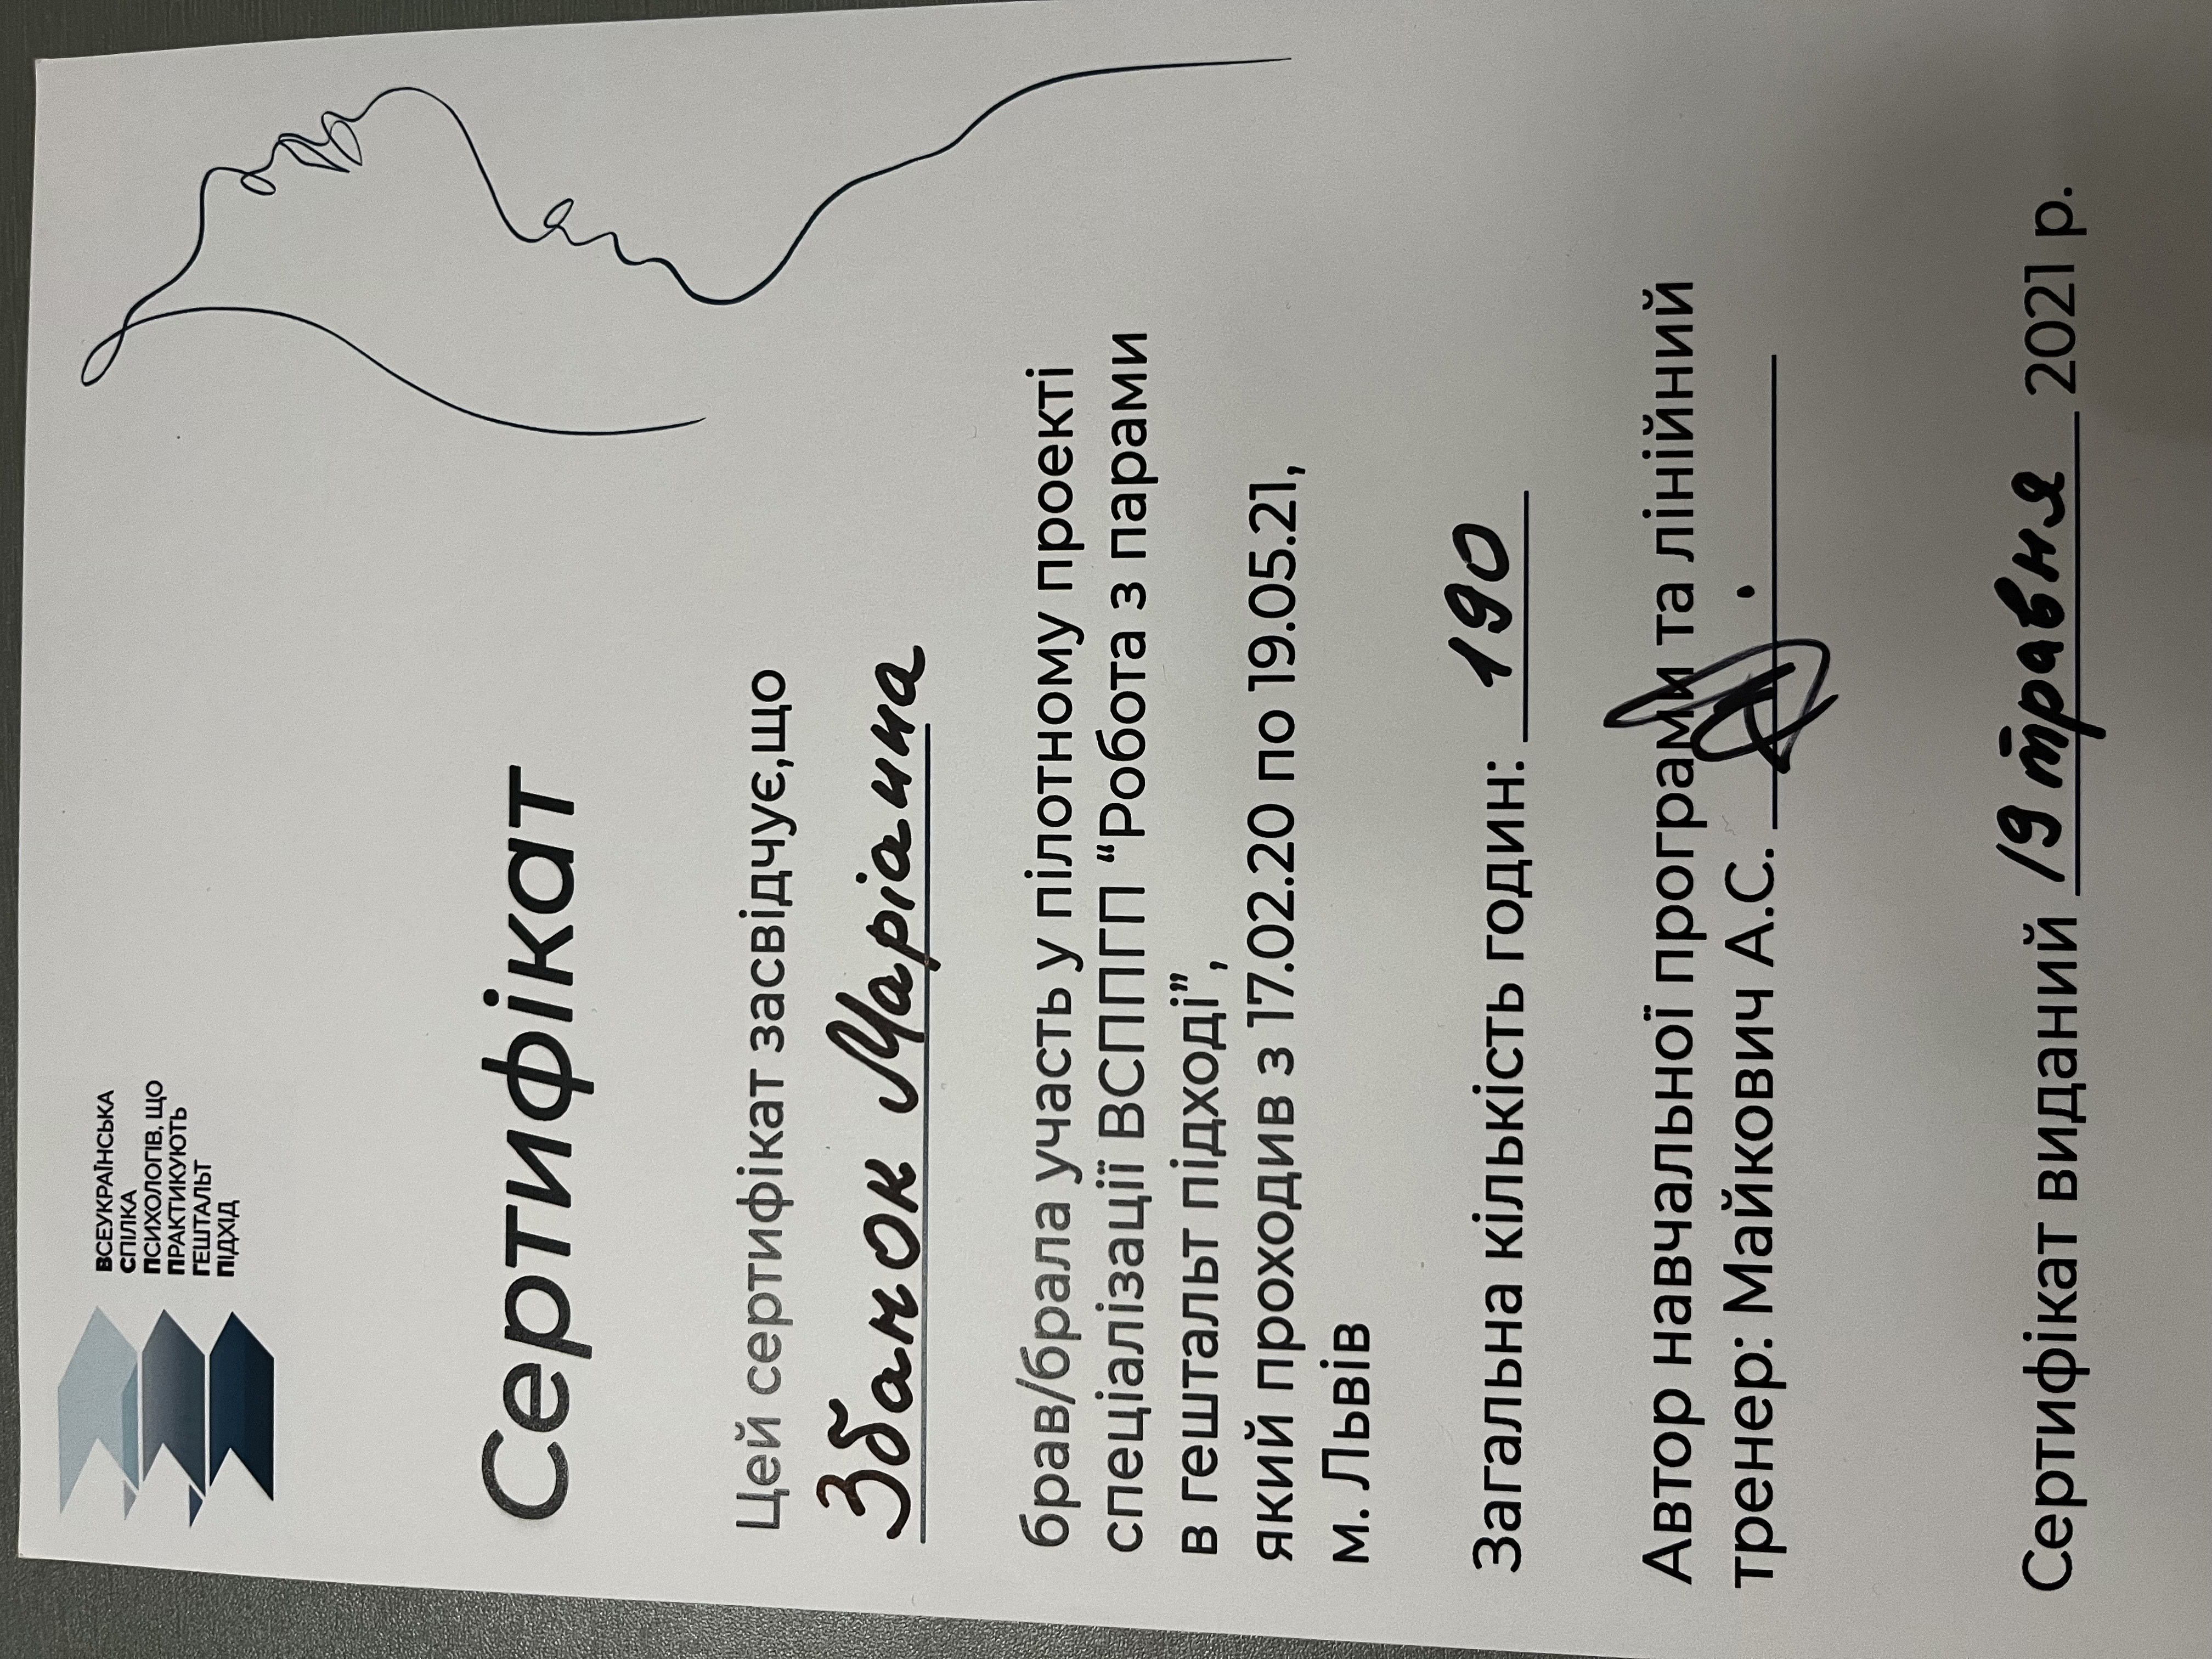 ВСЕУКРАЇНСЬКА
СПІЛКА
ПСИХОЛОГІВ, ЩО
ПРАКТИКУЮТЬ
ГЕШТАЛЬТ
ПІДХІД
Сертифікат
Цей сертифікат засвідчує,що
Збанок Маріанна
брав/брала участь у пілотному проекті
спеціалізації ВСППГП “Робота з парами
в гештальт підході”,
який проходив з 17.02.20 по 19.05.21,
м. Львів
Загальна кількість годин: 190
Автор навчальної програми та лінійний
тренер: Майкович А.С.
Сертифікат виданий 19 травня 2021 р.